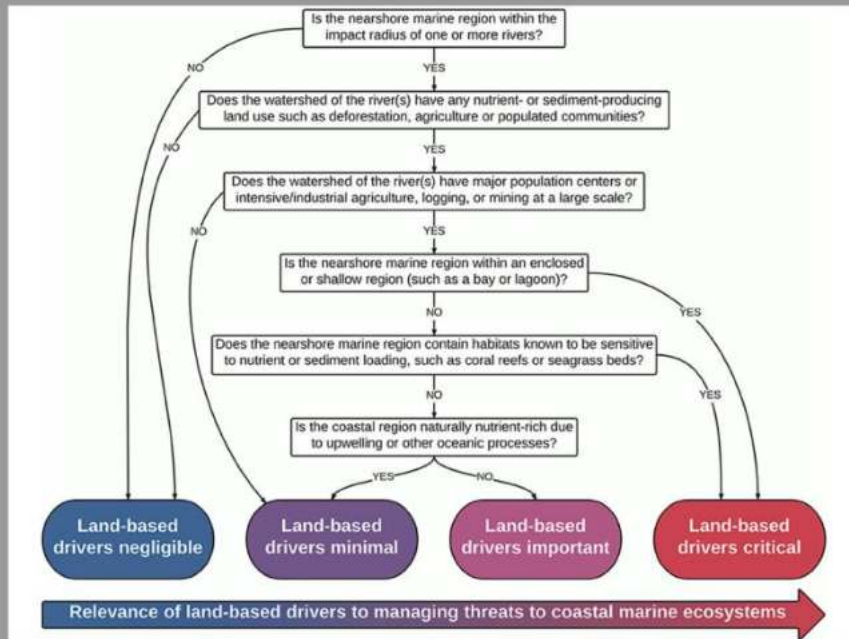 Is the nearshore marine region within the
impact radius of one or more rivers?
NO
YES
Does the watershed of the river(s) have any nutrient- or sediment-producing
land use such as deforestation, agriculture or populated communities?
NO
YES
Does the watershed of the river(s) have major population centers or
intensive/industrial agriculture, logging, or mining at a large scale?
NO
YES
Is the nearshore marine region within an enclosed
or shallow region (such as a bay or lagoon)?
NO
YES
Does the nearshore marine region contain habitats known to be sensitive
to nutrient or sediment loading, such as coral reefs or seagrass beds?
NO
YES
Is the coastal region naturally nutrient-rich due
to upwelling or other oceanic processes?
YES
NO
Land-based
drivers negligible
Land-based
drivers minimal
Land-based
drivers important
Land-based
drivers critical
Relevance of land-based drivers to managing threats to coastal marine ecosystems